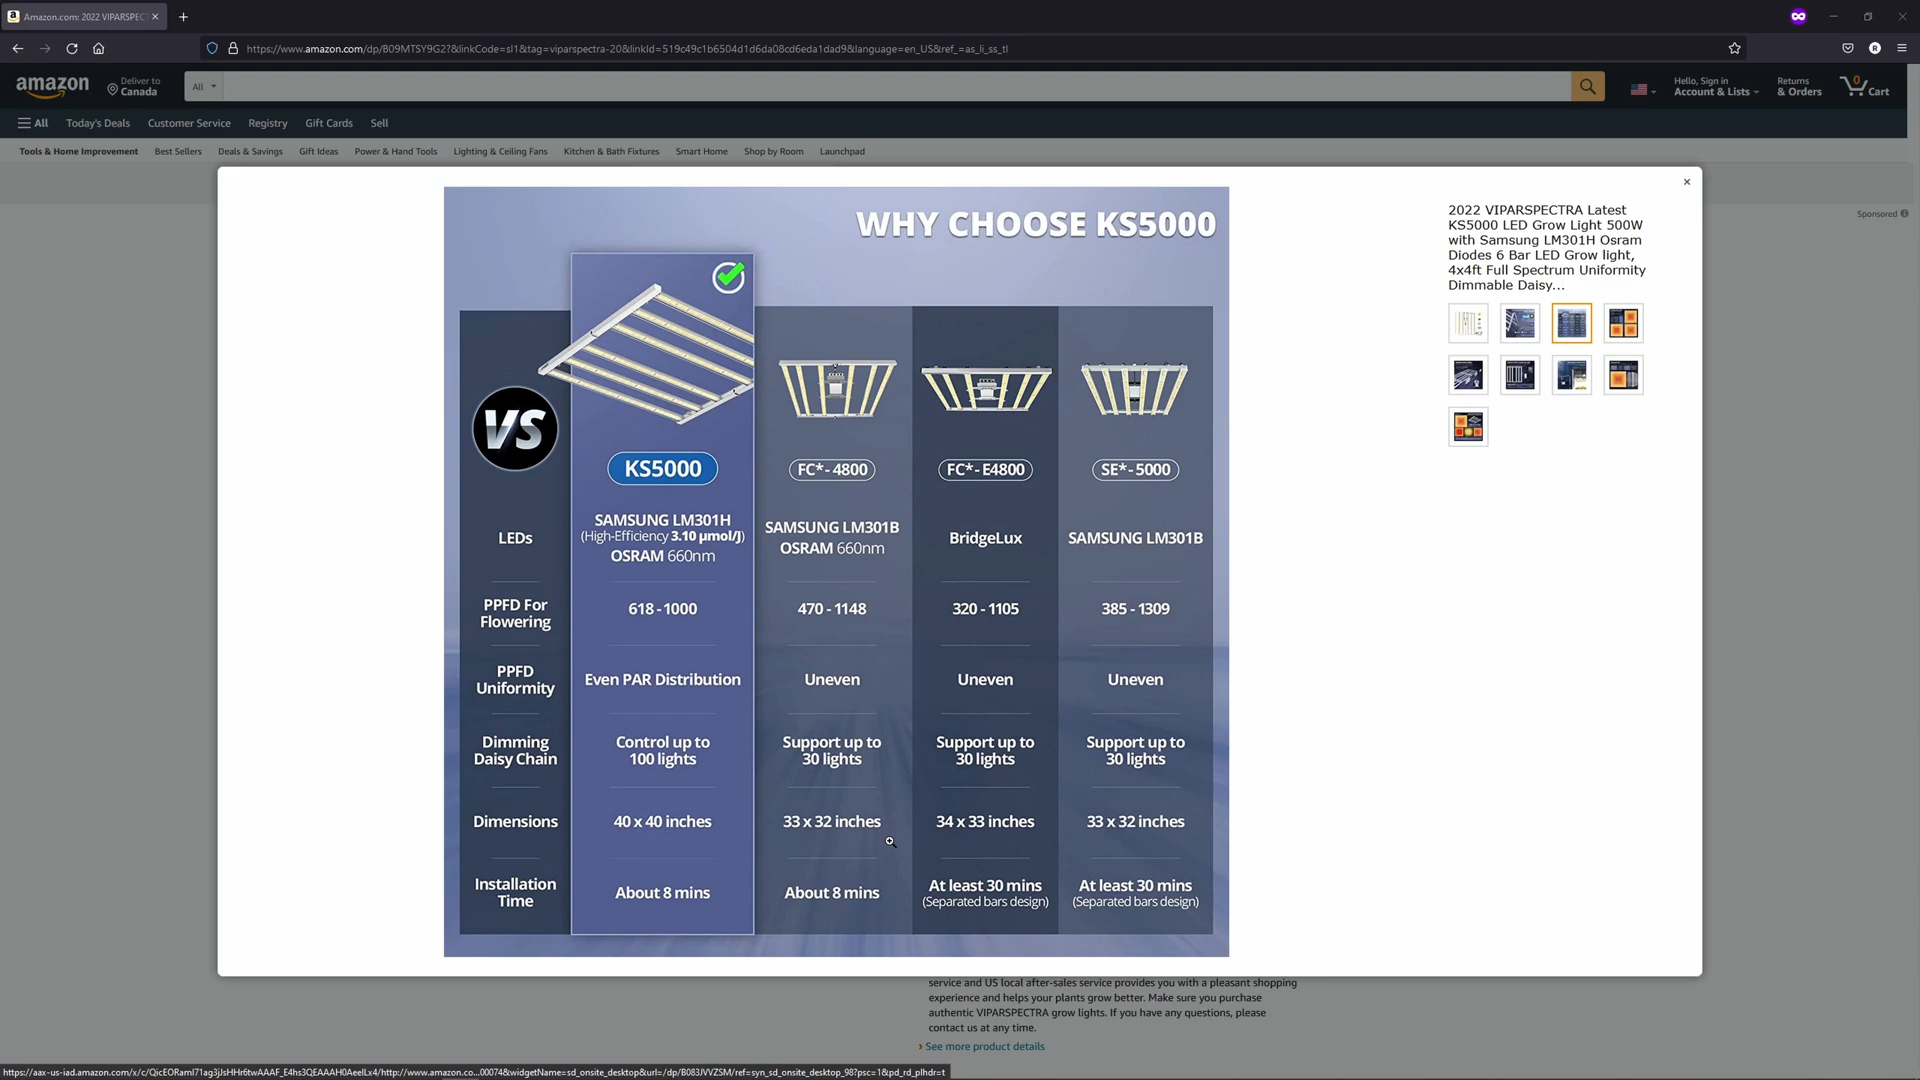 Amazon.com: 2022 VIPARSPECT
https://www.amazon.com/dp/B09MTSY9G2?&linkCode=sl1&tag=viparspectra-20&linkId=519c49c1b6504d1d6da08cd6eda1dad9&language=en_US&ref_=as_li_ss_tl
R
amazon
Deliver to
Canada
All
Hello, Sign in
Account & Lists
Returns
& Orders
0
Cart
All
Today's Deals
Customer Service
Registry
Gift Cards
Sell
Tools & Home Improvement
Best Sellers
Deals & Savings
Gift Ideas
Power & Hand Tools
Lighting & Ceiling Fans
Kitchen & Bath Fixtures
Smart Home
Shop by Room
Launchpad
Sponsored
WHY CHOOSE KS5000
VS
KS5000
FC*- 4800
FC*- E4800
SE*- 5000
LEDs
SAMSUNG LM301H
(High-Efficiency 3.10 μmol/J)
OSRAM 660nm
SAMSUNG LM301B
OSRAM 660nm
BridgeLux
SAMSUNG LM301B
PPFD For
Flowering
618 - 1000
470 - 1148
320 - 1105
385 - 1309
PPFD
Uniformity
Even PAR Distribution
Uneven
Uneven
Uneven
Dimming
Daisy Chain
Control up to
100 lights
Support up to
30 lights
Support up to
30 lights
Support up to
30 lights
Dimensions
40 x 40 inches
33 x 32 inches
34 x 33 inches
33 x 32 inches
Installation
Time
About 8 mins
About 8 mins
At least 30 mins
(Separated bars design)
At least 30 mins
(Separated bars design)
2022 VIPARSPECTRA Latest
KS5000 LED Grow Light 500W
with Samsung LM301H Osram
Diodes 6 Bar LED Grow light,
4x4ft Full Spectrum Uniformity
Dimmable Daisy...
service and US local after-sales service provides you with a pleasant shopping
experience and helps your plants grow better. Make sure you purchase
authentic VIPARSPECTRA grow lights. If you have any questions, please
contact us at any time.
› See more product details